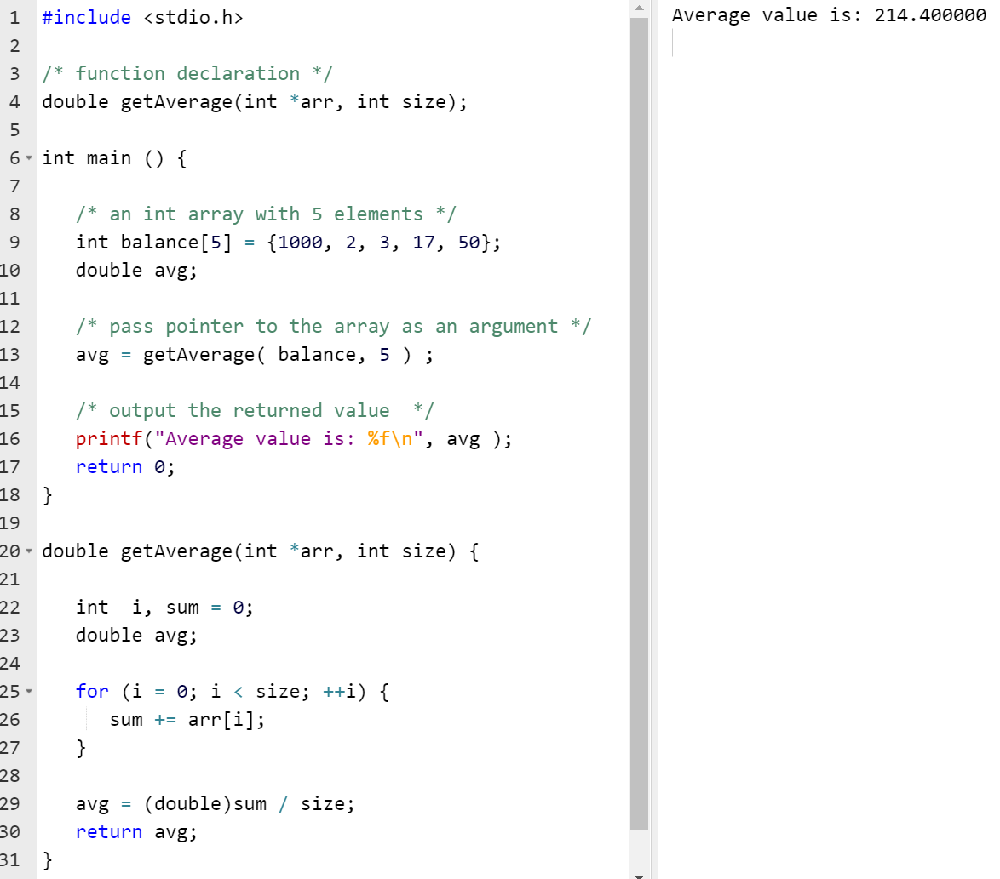 1 #include <stdio.h>
2
3 /* function declaration */
4 double getAverage(int *arr, int size);
5
6 int main () {
7
8    /* an int array with 5 elements */
9    int balance[5] = {1000, 2, 3, 17, 50};
10    double avg;
11
12    /* pass pointer to the array as an argument */
13    avg = getAverage( balance, 5 ) ;
14
15    /* output the returned value  */
16    printf("Average value is: %f\n", avg );
17    return 0;
18 }
19
20 double getAverage(int *arr, int size) {
21
22    int  i, sum = 0;
23    double avg;
24
25    for (i = 0; i < size; ++i) {
26       sum += arr[i];
27    }
28
29    avg = (double)sum / size;
30    return avg;
31 }
Average value is: 214.400000